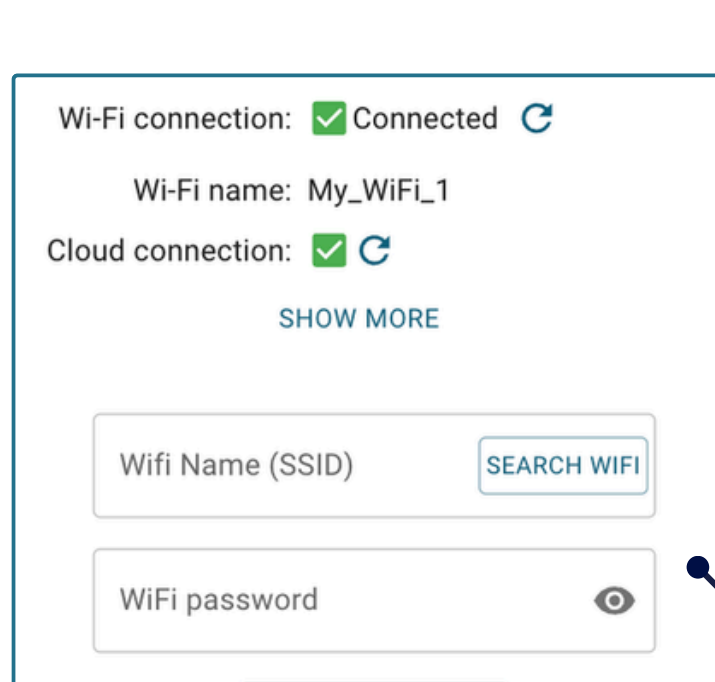 Wi-Fi connection: Connected
Wi-Fi name: My_WiFi_1
Cloud connection:
SHOW MORE
Wifi Name (SSID) SEARCH WIFI
WiFi password